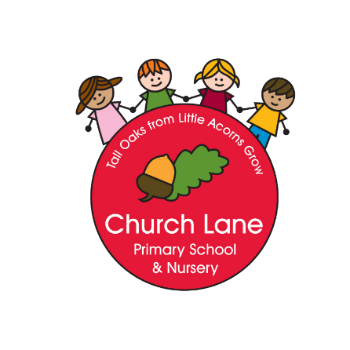 Tall Oaks from Little Acorns Grow
Church Lane
Primary School
& Nursery